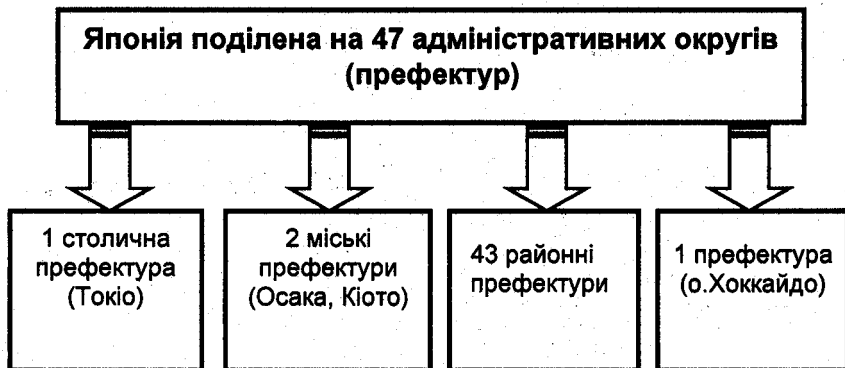 Японія поділена на 47 адміністративних округів
(префектур)
1 столична
префектура
(Токіо)
2 міські
префектури
(Осака, Кіото)
43 районні
префектури
1 префектура
(о.Хоккайдо)